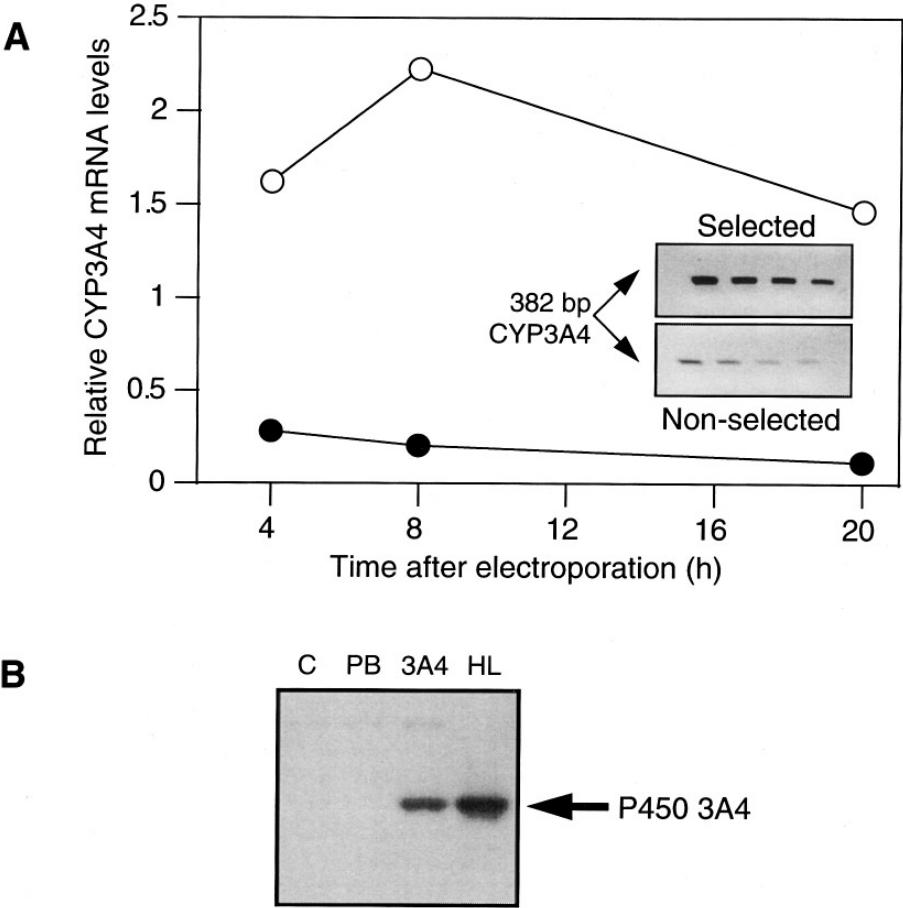 A
Relative CYP3A4 mRNA levels
2.5
2
1.5
1
0.5
0
4
8
12
16
20
Time after electroporation (h)
Selected
382 bp
CYP3A4
Non-selected
B
C PB 3A4 HL
P450 3A4